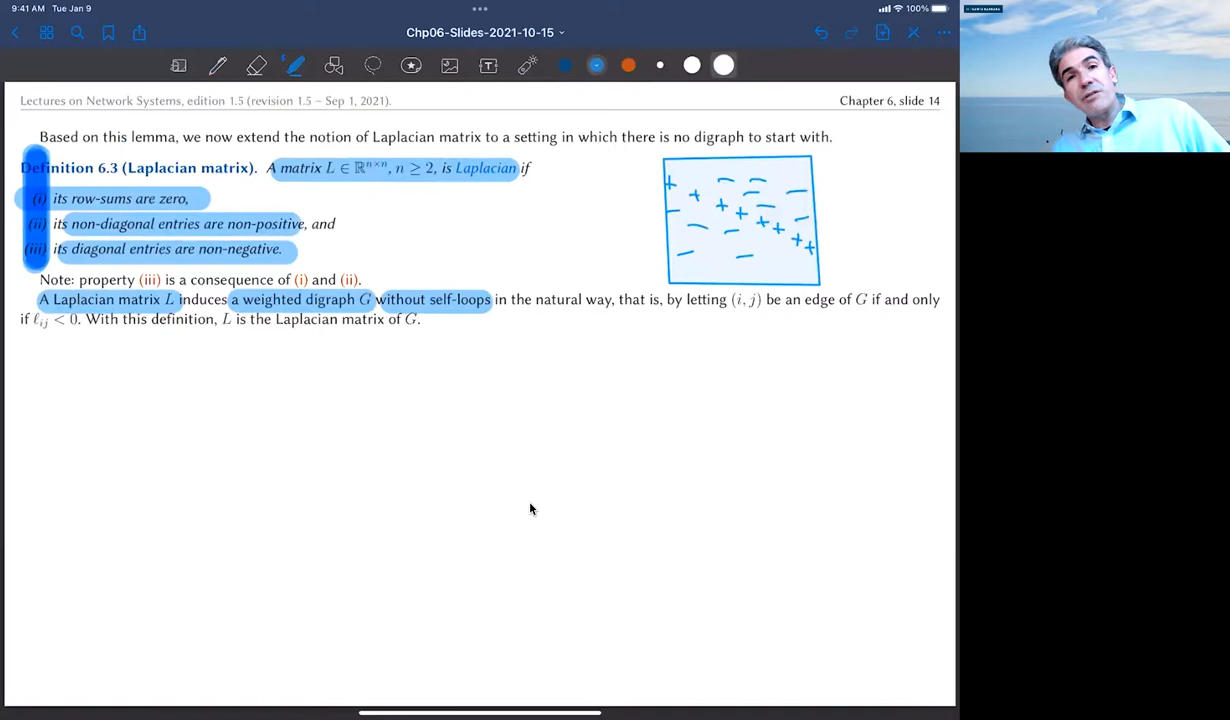 9:41 AM Tue Jan 9
100%
Chp06-Slides-2021-10-15
Lectures on Network Systems, edition 1.5 (revision 1.5 – Sep 1, 2021).
Chapter 6, slide 14
Based on this lemma, we now extend the notion of Laplacian matrix to a setting in which there is no digraph to start with.
Definition 6.3 (Laplacian matrix). A matrix L ∈ ℝⁿˣⁿ, n ≥ 2, is Laplacian if
(i) its row-sums are zero,
(ii) its non-diagonal entries are non-positive, and
(iii) its diagonal entries are non-negative.
+ − − − + − − + + − − + + + − − − + + − −
Note: property (iii) is a consequence of (i) and (ii).
A Laplacian matrix L induces a weighted digraph G without self-loops in the natural way, that is, by letting (i, j) be an edge of G if and only
if ℓᵢⱼ < 0. With this definition, L is the Laplacian matrix of G.